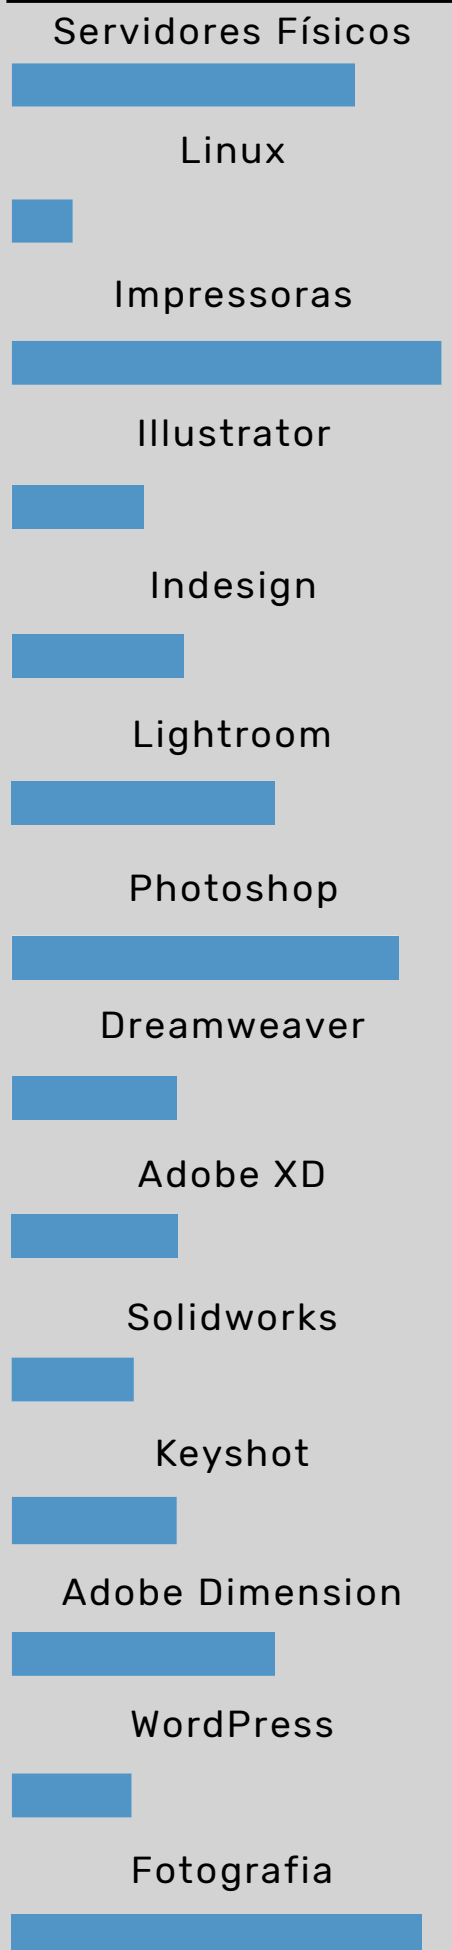 Servidores Físicos
Linux
Impressoras
Illustrator
Indesign
Lightroom
Photoshop
Dreamweaver
Adobe XD
Solidworks
Keyshot
Adobe Dimension
WordPress
Fotografia